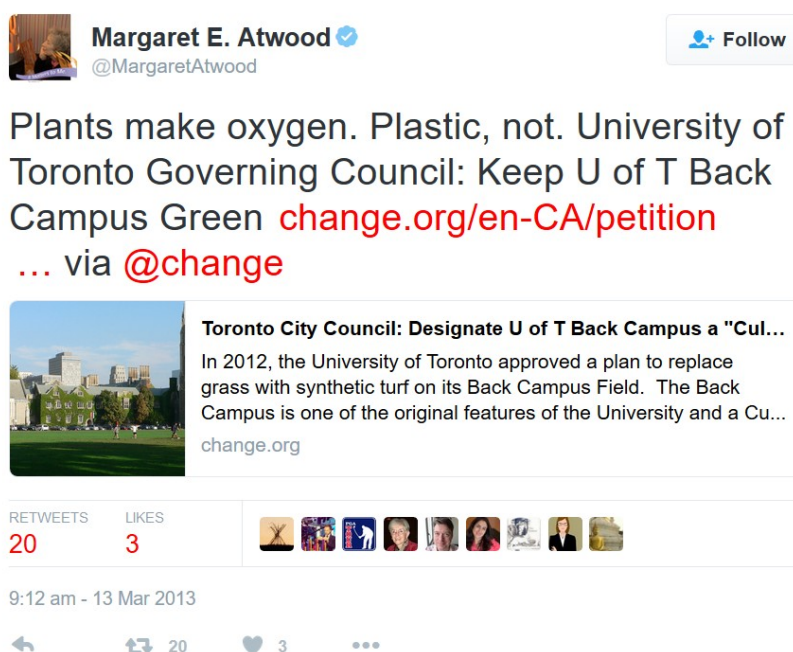 Margaret E. Atwood
@MargaretAtwood
Follow
Plants make oxygen. Plastic, not. University of
Toronto Governing Council: Keep U of T Back
Campus Green change.org/en-CA/petition
… via @change
Toronto City Council: Designate U of T Back Campus a "Cul...
In 2012, the University of Toronto approved a plan to replace
grass with synthetic turf on its Back Campus Field. The Back
Campus is one of the original features of the University and a Cu...
change.org
RETWEETS LIKES
20 3
9:12 am - 13 Mar 2013
20 3